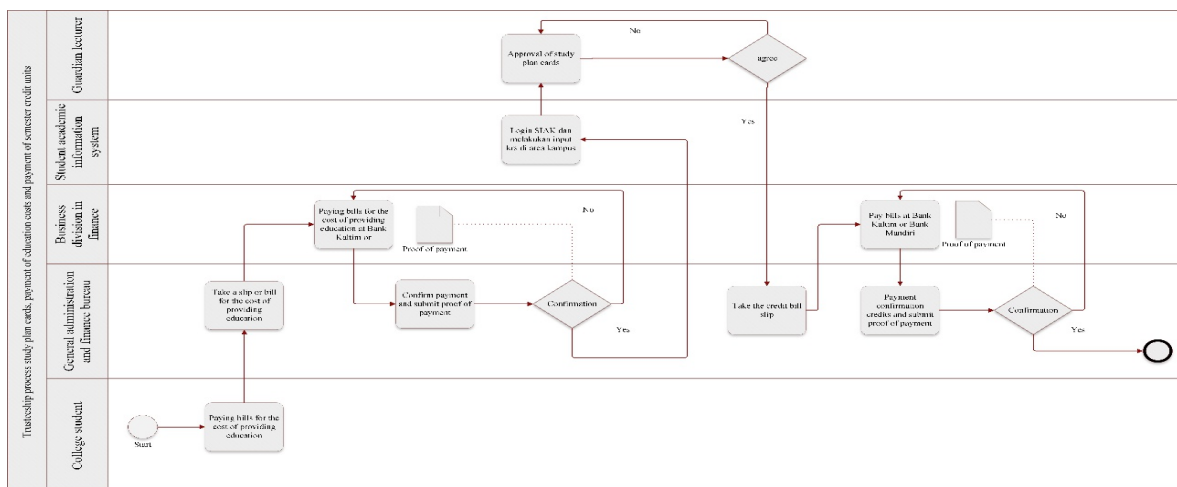 Trusteeship process study plan cards, payment of education costs and payment of semester credit units
Guardian lecturer
Approval of study
plan cards
No
agree
Yes
Student academic
information
system
Login SIAK dan
melakukan input
krs di area kampus
Business
division in
finance
Paying bills for the
cost of providing
education at Bank
Kaltim or
Proof of payment
No
Pay bills at Bank
Kaltim or Bank
Mandiri
Proof of payment
No
General administration
and finance bureau
Take a slip or bill
for the cost of
providing
education
Confirm payment
and submit proof of
payment
Confirmation
Yes
Take the credit bill
slip
Payment
confirmation
credits and submit
proof of payment
Confirmation
Yes
College student
Start
Paying bills for the
cost of providing
education